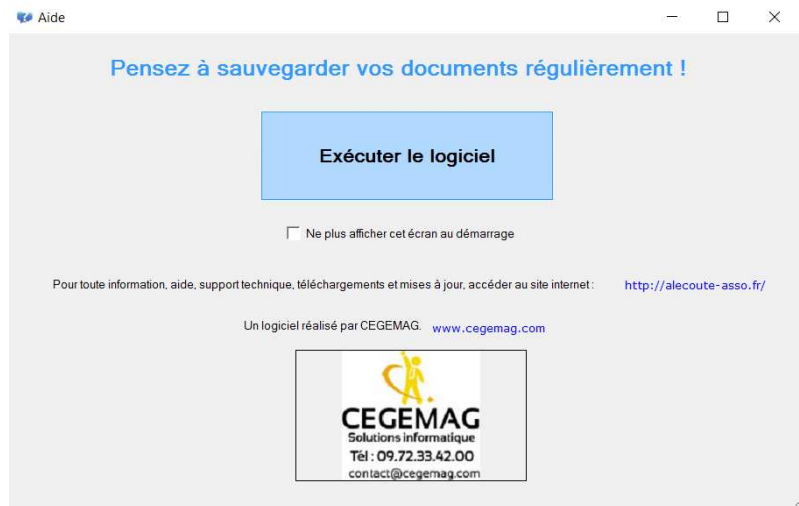 Aide
Pensez à sauvegarder vos documents régulièrement !
Exécuter le logiciel
Ne plus afficher cet écran au démarrage
Pour toute information, aide, support technique, téléchargements et mises à jour, accéder au site internet : http://alecoute-asso.fr/
Un logiciel réalisé par CEGEMAG. www.cegemag.com
CEGEMAG
Solutions informatique
Tél : 09.72.33.42.00
contact@cegemag.com